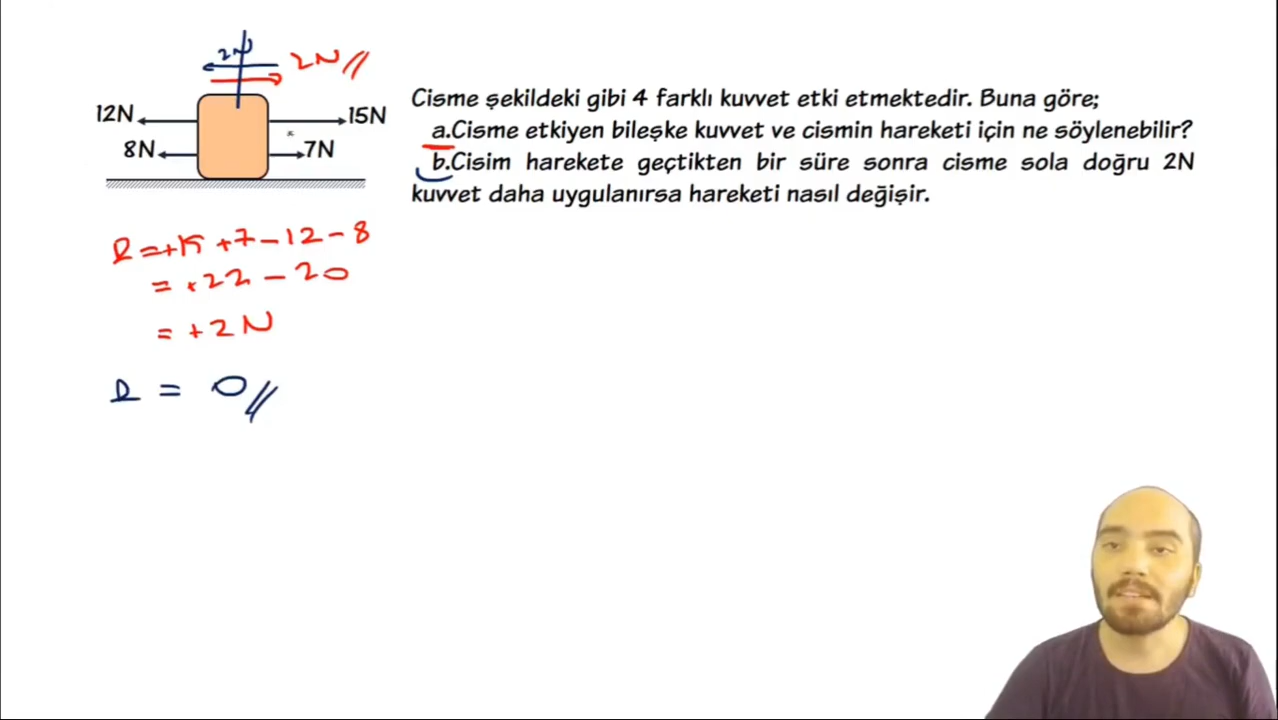 2N
2N
12N
15N
8N
7N
Cisme şekildeki gibi 4 farklı kuvvet etki etmektedir. Buna göre;
a.Cisme etkiyen bileşke kuvvet ve cismin hareketi için ne söylenebilir?
b.Cisim harekete geçtikten bir süre sonra cisme sola doğru 2N
kuvvet daha uygulanırsa hareketi nasıl değişir.
R=+15+7-12-8
= +22-20
= +2N
R = 0